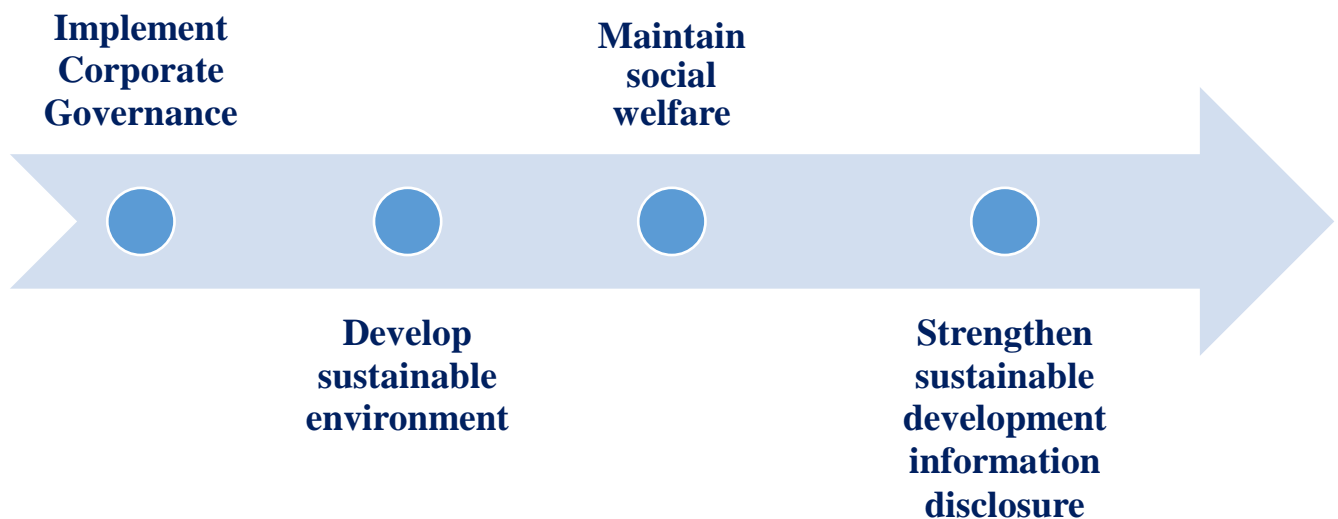 Implement
Corporate
Governance
Develop
sustainable
environment
Maintain
social
welfare
Strengthen
sustainable
development
information
disclosure